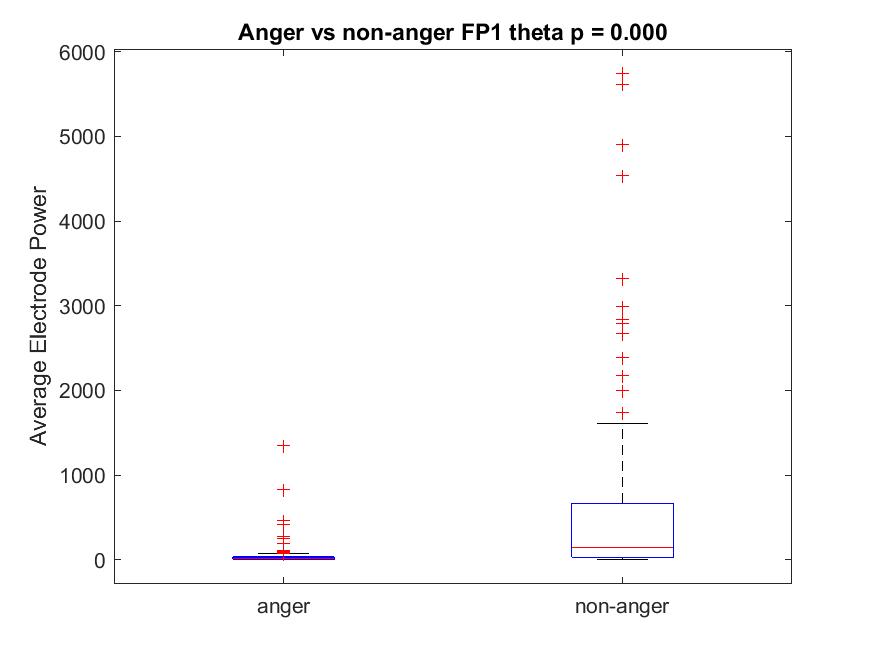 Anger vs non-anger FP1 theta p = 0.000
6000
5000
4000
3000
2000
1000
0
Average Electrode Power
anger
non-anger